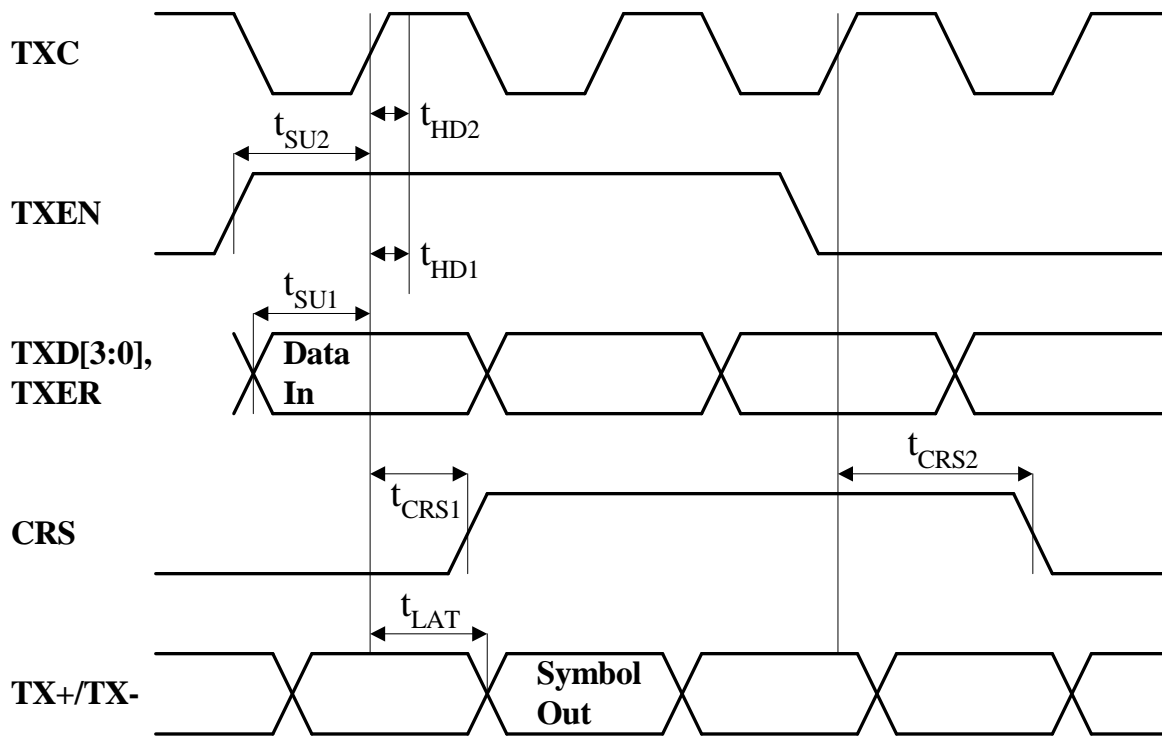 TXC
t_HD2
t_SU2
TXEN
t_HD1
t_SU1
TXD[3:0],
TXER
Data
In
t_CRS2
t_CRS1
CRS
t_LAT
TX+/TX-
Symbol
Out